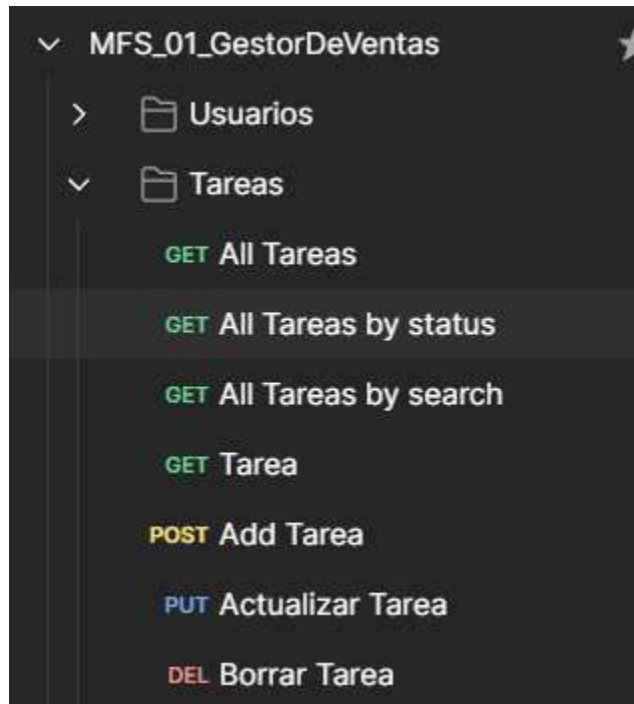 MFS_01_GestorDeVentas
Usuarios
Tareas
GET All Tareas
GET All Tareas by status
GET All Tareas by search
GET Tarea
POST Add Tarea
PUT Actualizar Tarea
DEL Borrar Tarea